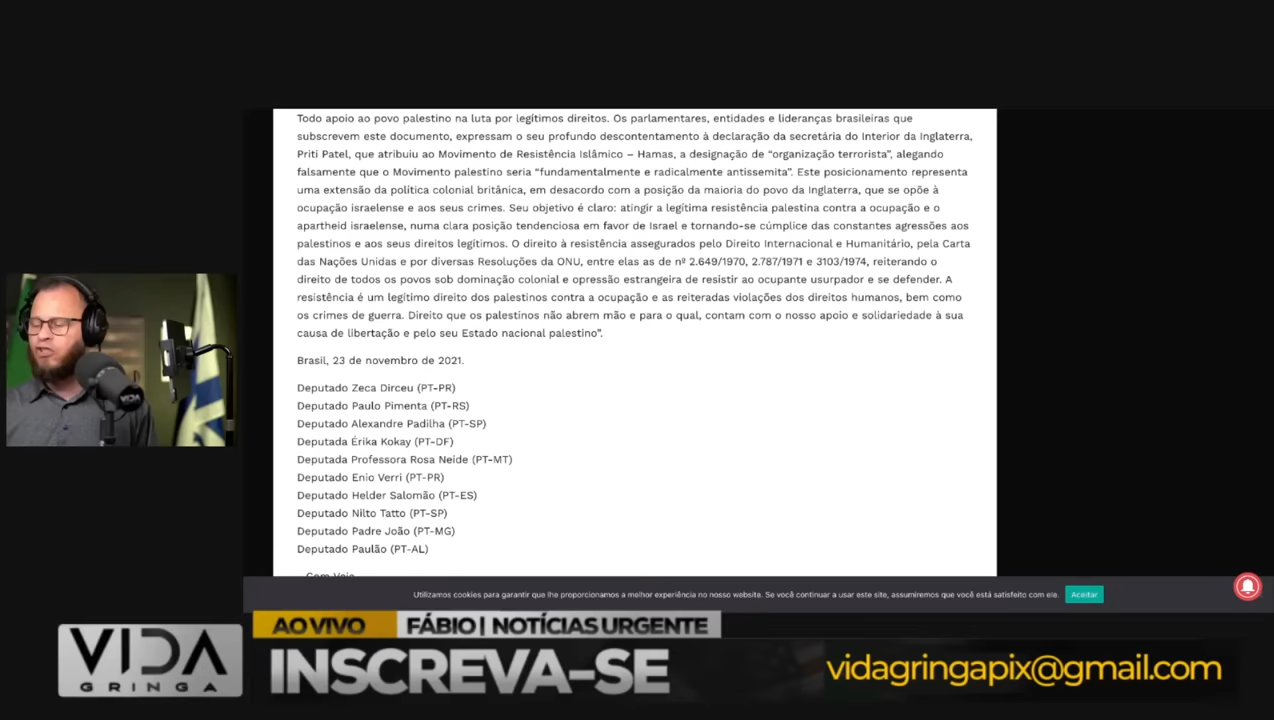 Todo apoio ao povo palestino na luta por legítimos direitos. Os parlamentares, entidades e lideranças brasileiras que
subscrevem este documento, expressam o seu profundo descontentamento à declaração da secretária do Interior da Inglaterra,
Priti Patel, que atribuiu ao Movimento de Resistência Islâmico – Hamas, a designação de “organização terrorista”, alegando
falsamente que o Movimento palestino seria “fundamentalmente e radicalmente antissemita”. Este posicionamento representa
uma extensão da política colonial britânica, em desacordo com a posição da maioria do povo da Inglaterra, que se opõe à
ocupação israelense e aos seus crimes. Seu objetivo é claro: atingir a legítima resistência palestina contra a ocupação e o
apartheid israelense, numa clara posição tendenciosa em favor de Israel e tornando-se cúmplice das constantes agressões aos
palestinos e aos seus direitos legítimos. O direito à resistência assegurados pelo Direito Internacional e Humanitário, pela Carta
das Nações Unidas e por diversas Resoluções da ONU, entre elas as de nº 2.649/1970, 2.787/1971 e 3103/1974, reiterando o
direito de todos os povos sob dominação colonial e opressão estrangeira de resistir ao ocupante usurpador e se defender. A
resistência é um legítimo direito dos palestinos contra a ocupação e as reiteradas violações dos direitos humanos, bem como
os crimes de guerra. Direito que os palestinos não abrem mão e para o qual, contam com o nosso apoio e solidariedade à sua
causa de libertação e pelo seu Estado nacional palestino”.
Brasil, 23 de novembro de 2021.
Deputado Zeca Dirceu (PT-PR)
Deputado Paulo Pimenta (PT-RS)
Deputado Alexandre Padilha (PT-SP)
Deputada Érika Kokay (PT-DF)
Deputada Professora Rosa Neide (PT-MT)
Deputado Enio Verri (PT-PR)
Deputado Helder Salomão (PT-ES)
Deputado Nilto Tatto (PT-SP)
Deputado Padre João (PT-MG)
Deputado Paulão (PT-AL)
Com Veja
Utilizamos cookies para garantir que lhe proporcionamos a melhor experiência no nosso website. Se você continuar a usar este site, assumiremos que você está satisfeito com ele.
Aceitar
AO VIVO
FÁBIO | NOTÍCIAS URGENTE
VIDA
GRINGA
INSCREVA-SE
vidagringapix@gmail.com